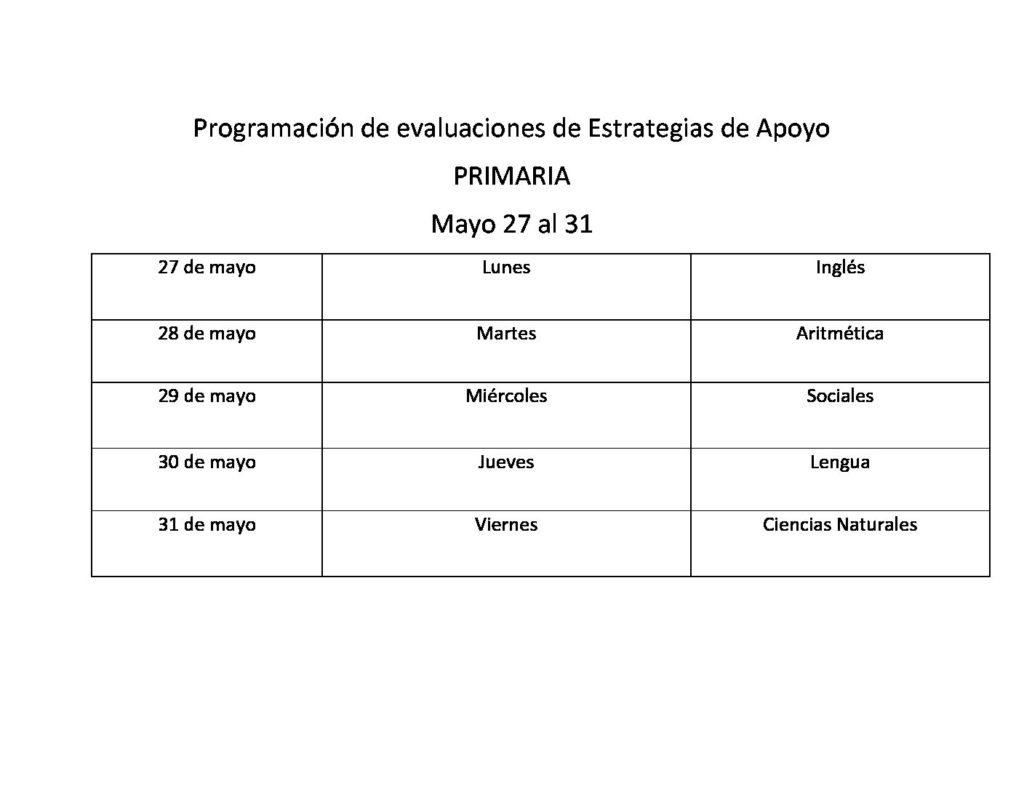 Programación de evaluaciones de Estrategias de Apoyo
PRIMARIA
Mayo 27 al 31
27 de mayo Lunes Inglés
28 de mayo Martes Aritmética
29 de mayo Miércoles Sociales
30 de mayo Jueves Lengua
31 de mayo Viernes Ciencias Naturales